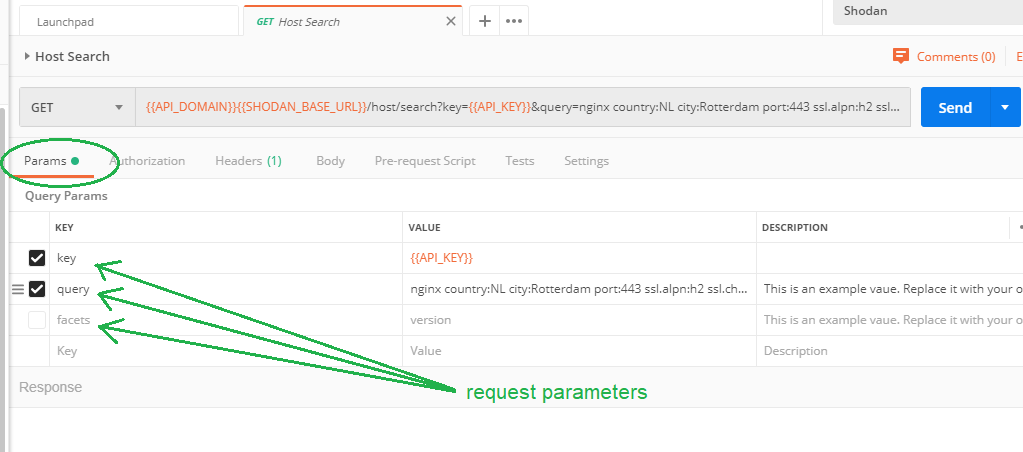 Launchpad
GET Host Search
Shodan
Host Search
Comments (0)
GET
{{API_DOMAIN}}{{SHODAN_BASE_URL}}/host/search?key={{API_KEY}}&query=nginx country:NL city:Rotterdam port:443 ssl.alpn:h2 ssl...
Send
Params
Authorization
Headers (1)
Body
Pre-request Script
Tests
Settings
Query Params
KEY VALUE DESCRIPTION
key {{API_KEY}}
query nginx country:NL city:Rotterdam port:443 ssl.alpn:h2 ssl.ch... This is an example vaue. Replace it with your o
facets version This is an example vaue. Replace it with your o
Key Value Description
Response
request parameters